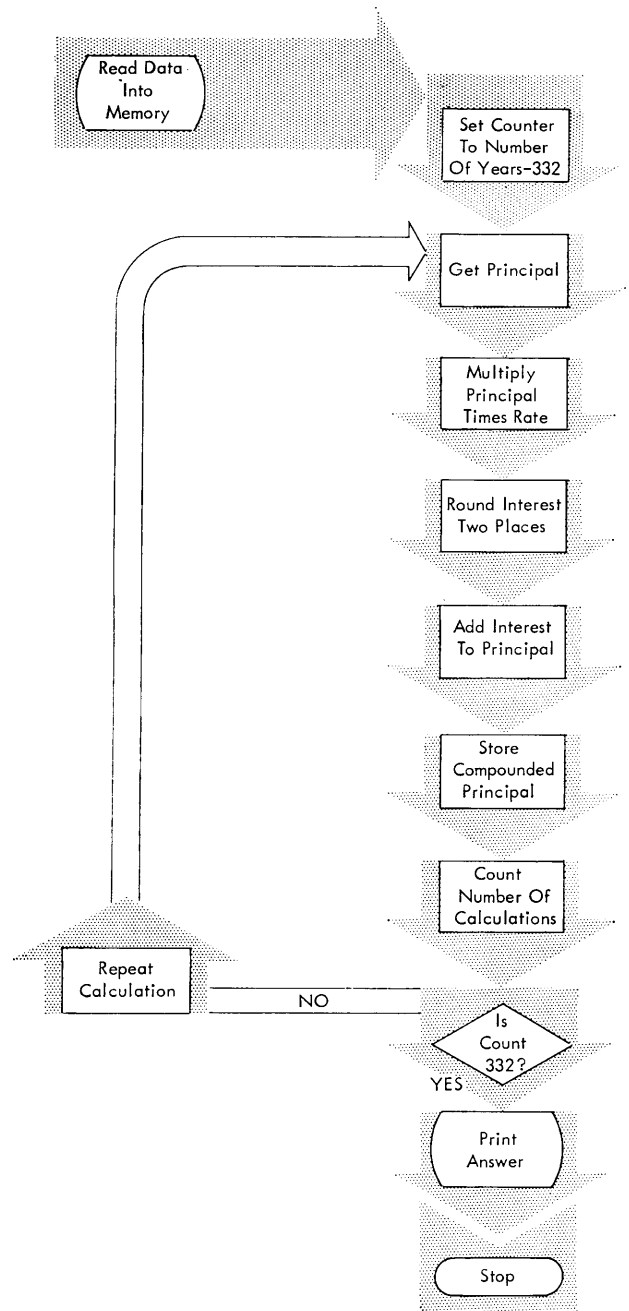 Read Data
Into
Memory
Set Counter
To Number
Of Years-332
Get Principal
Multiply
Principal
Times Rate
Round Interest
Two Places
Add Interest
To Principal
Store
Compounded
Principal
Count
Number Of
Calculations
Repeat
Calculation
NO
Is
Count
332?
YES
Print
Answer
Stop